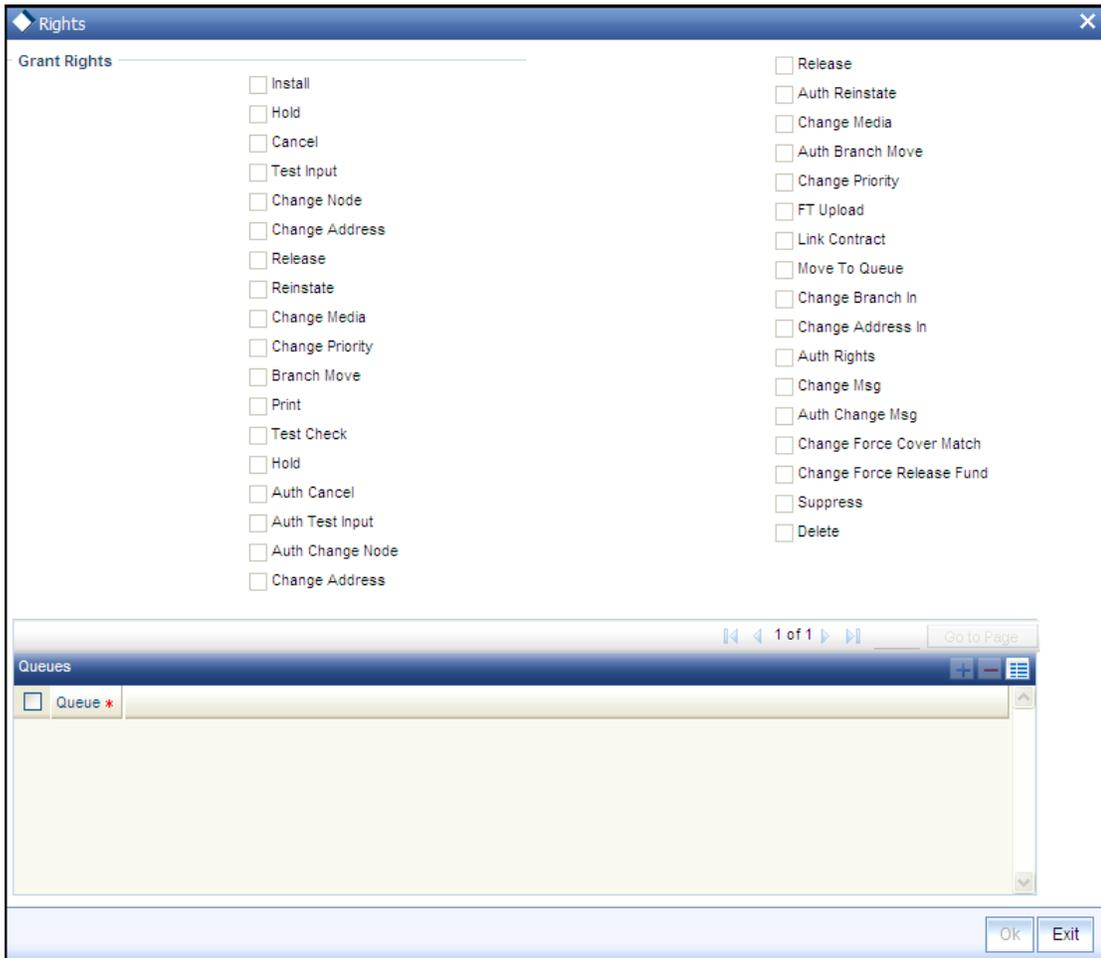 Rights
Grant Rights
Install
Hold
Cancel
Test Input
Change Node
Change Address
Release
Reinstate
Change Media
Change Priority
Branch Move
Print
Test Check
Hold
Auth Cancel
Auth Test Input
Auth Change Node
Change Address
Release
Auth Reinstate
Change Media
Auth Branch Move
Change Priority
FT Upload
Link Contract
Move To Queue
Change Branch In
Change Address In
Auth Rights
Change Msg
Auth Change Msg
Change Force Cover Match
Change Force Release Fund
Suppress
Delete
1 of 1 Go to Page
Queues
Queue *
Ok Exit